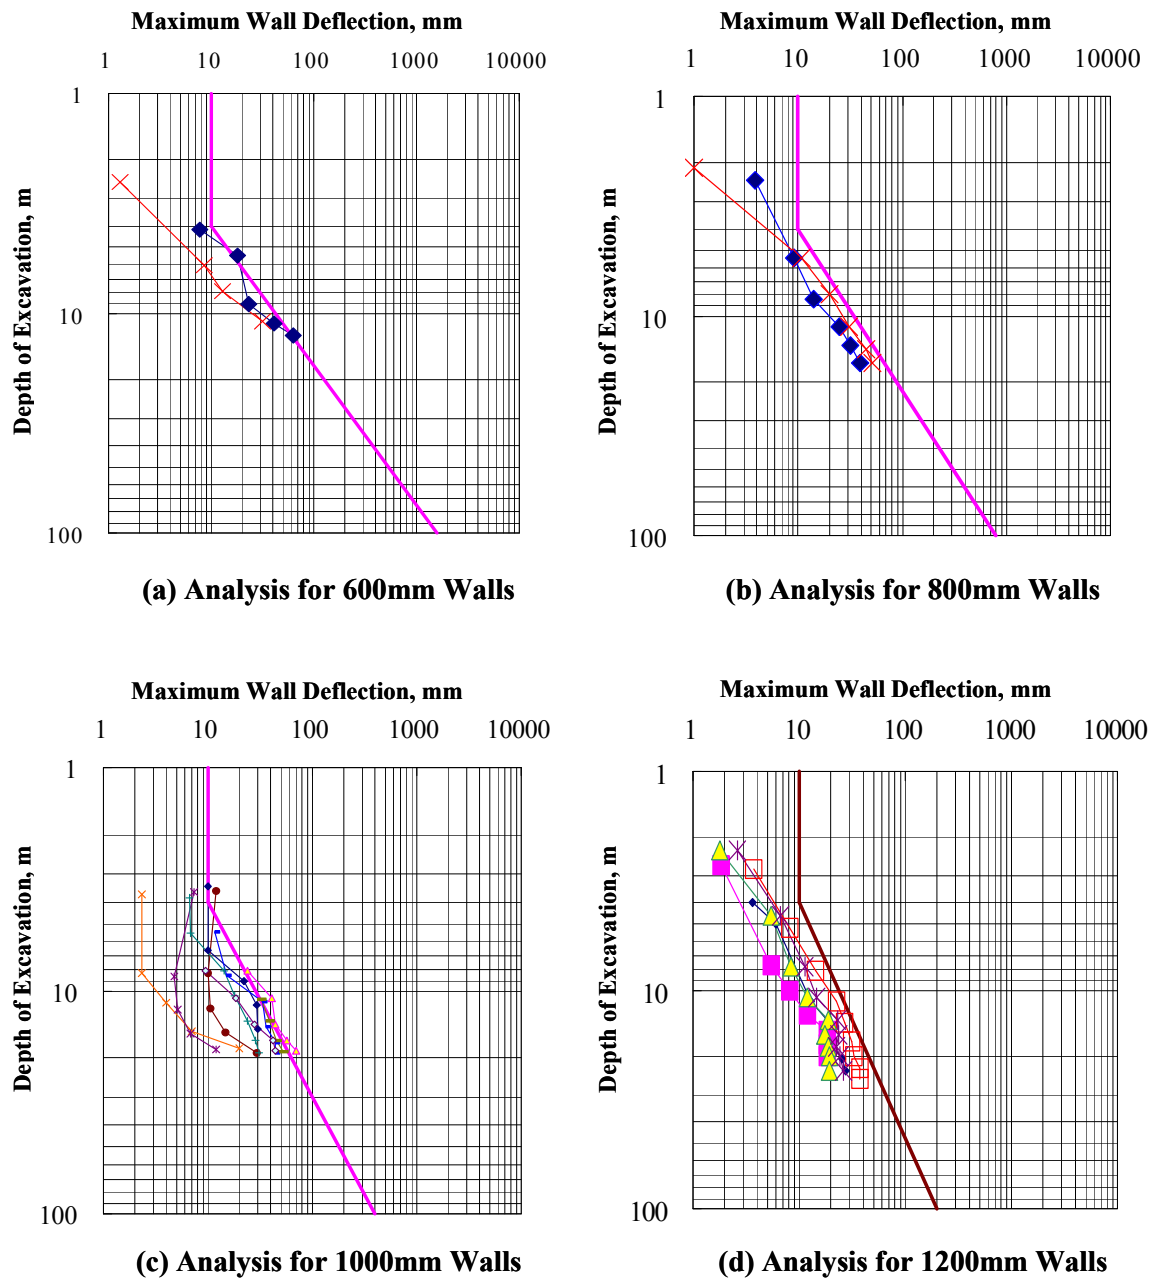 Maximum Wall Deflection, mm
1 10 100 1000 10000
1
10
100
Depth of Excavation, m
(a) Analysis for 600mm Walls
Maximum Wall Deflection, mm
1 10 100 1000 10000
1
10
100
Depth of Excavation, m
(b) Analysis for 800mm Walls
Maximum Wall Deflection, mm
1 10 100 1000 10000
1
10
100
Depth of Excavation, m
(c) Analysis for 1000mm Walls
Maximum Wall Deflection, mm
1 10 100 1000 10000
1
10
100
Depth of Excavation, m
(d) Analysis for 1200mm Walls